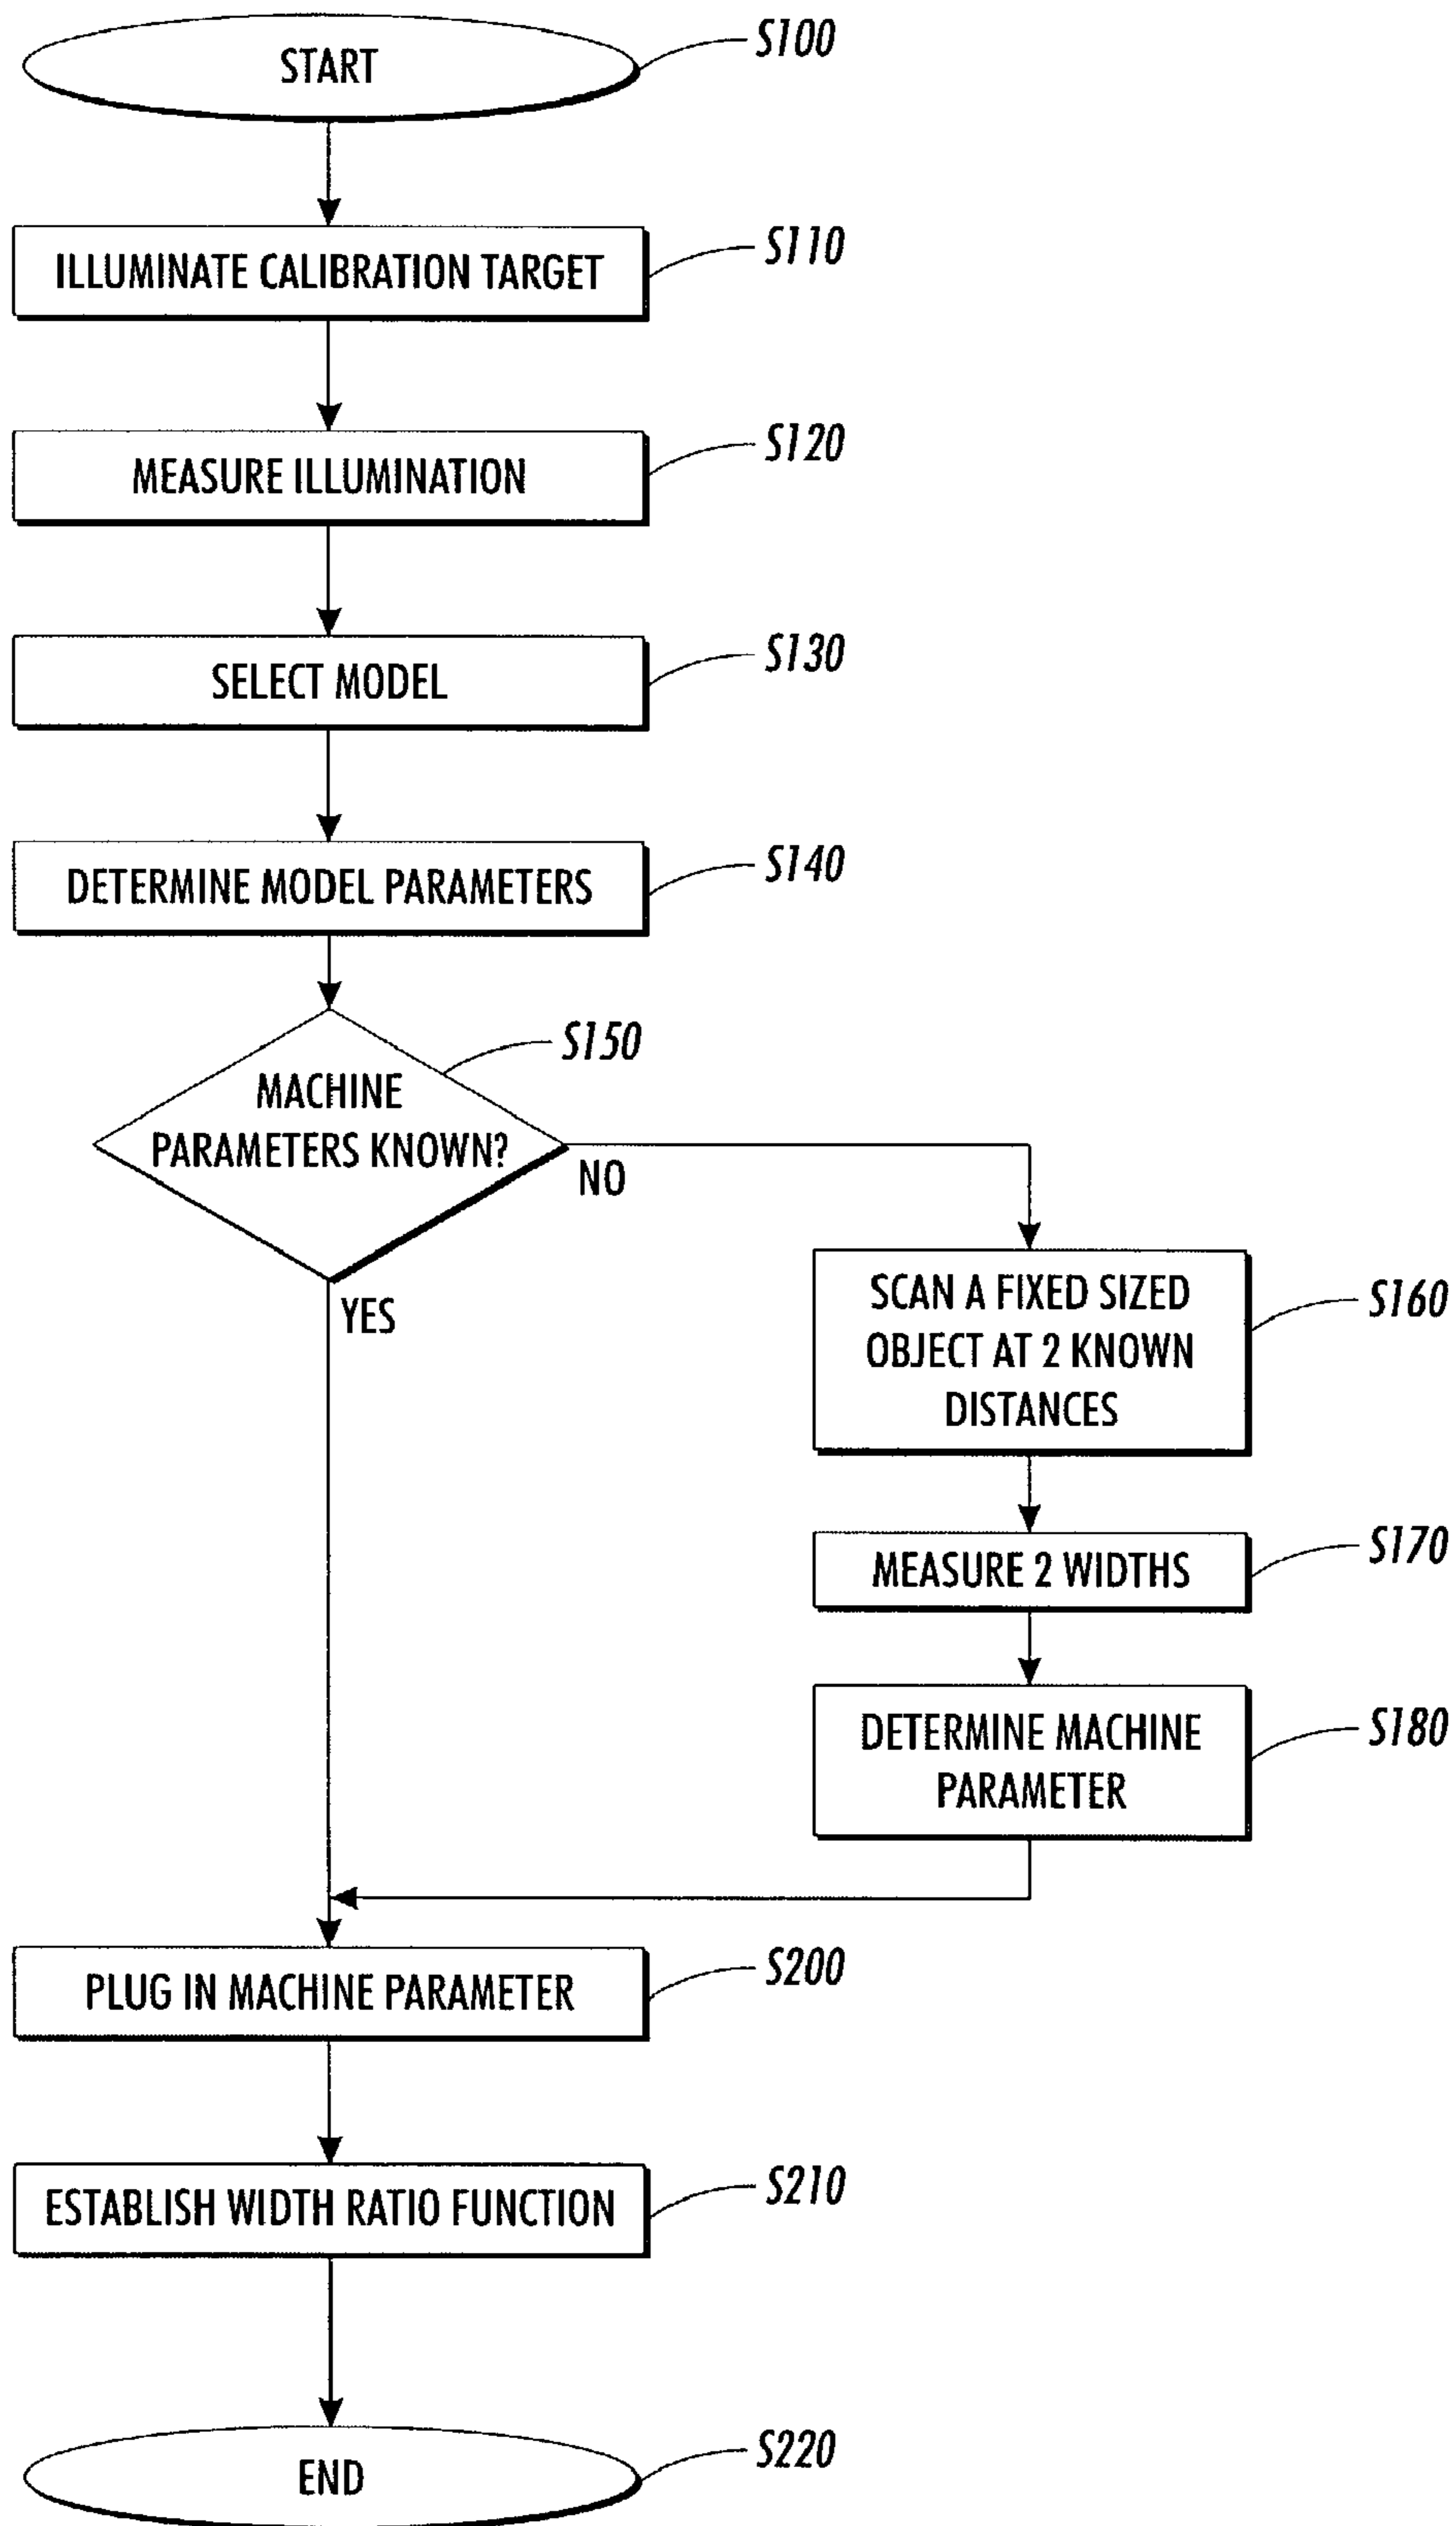 START
S100
ILLUMINATE CALIBRATION TARGET
S110
MEASURE ILLUMINATION
S120
SELECT MODEL
S130
DETERMINE MODEL PARAMETERS
S140
MACHINE
PARAMETERS KNOWN?
S150
NO
YES
SCAN A FIXED SIZED
OBJECT AT 2 KNOWN
DISTANCES
S160
MEASURE 2 WIDTHS
S170
DETERMINE MACHINE
PARAMETER
S180
PLUG IN MACHINE PARAMETER
S200
ESTABLISH WIDTH RATIO FUNCTION
S210
END
S220